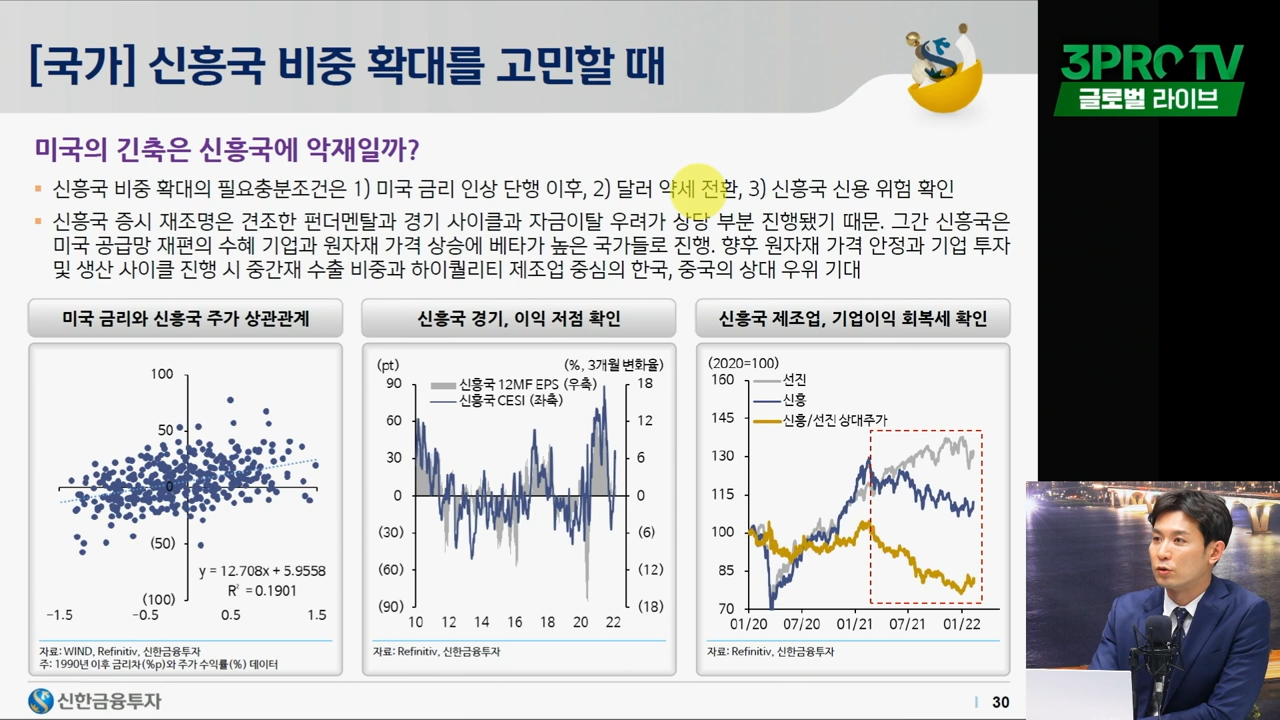 [국가] 신흥국 비중 확대를 고민할 때
3PRO TV
글로벌 라이브
미국의 긴축은 신흥국에 악재일까?
신흥국 비중 확대의 필요충분조건은 1) 미국 금리 인상 단행 이후, 2) 달러 약세 전환, 3) 신흥국 신용 위험 확인
신흥국 증시 재조명은 견조한 펀더멘탈과 경기 사이클과 자금이탈 우려가 상당 부분 진행됐기 때문. 그간 신흥국은
미국 공급망 재편의 수혜 기업과 원자재 가격 상승에 베타가 높은 국가들로 진행. 향후 원자재 가격 안정과 기업 투자
및 생산 사이클 진행 시 중간재 수출 비중과 하이퀄리티 제조업 중심의 한국, 중국의 상대 우위 기대
미국 금리와 신흥국 주가 상관관계
100
50
0
(50)
(100)
y = 12.708x + 5.9558
R² = 0.1901
-1.5 -0.5 0.5 1.5
자료: WIND, Refinitiv, 신한금융투자
주: 1990년 이후 금리차(%p)와 주가 수익률(%) 데이터
신흥국 경기, 이익 저점 확인
(pt) (%, 3개월 변화율)
신흥국 12MF EPS (우축)
신흥국 CESI (좌축)
90 18
60 12
30 6
0 0
(30) (6)
(60) (12)
(90) (18)
10 12 14 16 18 20 22
자료: Refinitiv, 신한금융투자
신흥국 제조업, 기업이익 회복세 확인
(2020=100)
선진
신흥
신흥/선진 상대주가
160
145
130
115
100
85
70
01/20 07/20 01/21 07/21 01/22
자료: Refinitiv, 신한금융투자
신한금융투자
30